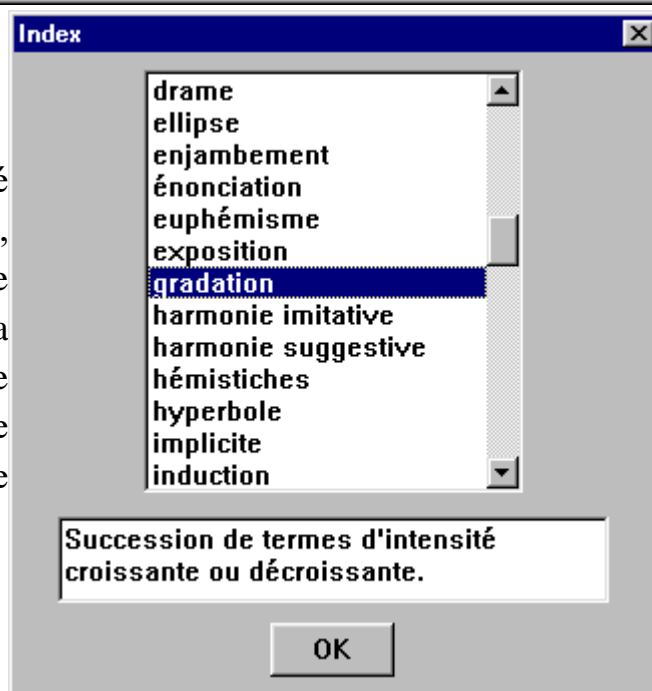 Index
drame
ellipse
enjambement
énonciation
euphémisme
exposition
gradation
harmonie imitative
harmonie suggestive
hémistiches
hyperbole
implicite
induction
Succession de termes d'intensité
croissante ou décroissante.
OK